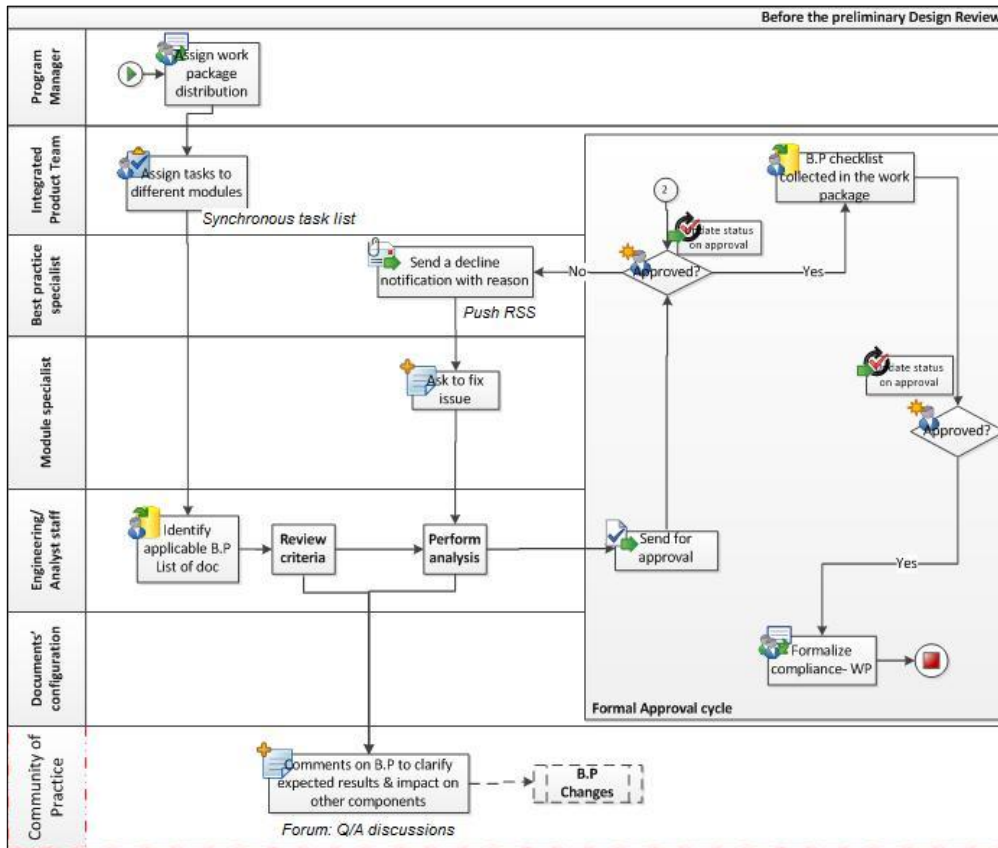 Before the preliminary Design Review
Program
Manager
Assign work
package
distribution
Integrated
Product Team
Assign tasks to
different modules
Synchronous task list
2
B.P checklist
collected in the work
package
Best practice
specialist
Send a decline
notification with reason
Push RSS
No
Approved?
Yes
date status
on approval
Module specialist
Ask to fix
issue
date status
on approval
Approved?
Engineering/
Analyst staff
Identify
applicable B.P
List of doc
Review
criteria
Perform
analysis
Send for
approval
Yes
Documents'
configuration
Formalize
compliance- WP
Formal Approval cycle
Community of
Practice
Comments on B.P to clarify
expected results & impact on
other components
Forum: Q/A discussions
B.P
Changes